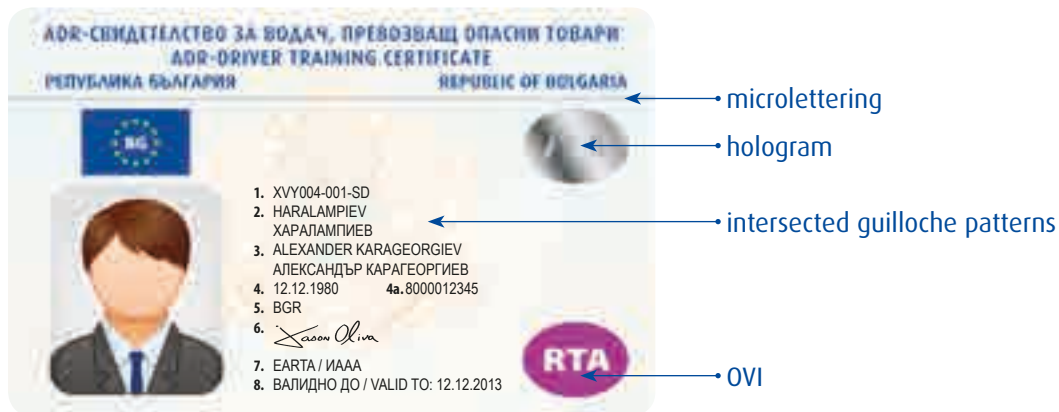 ADR-СВИДЕТЕЛСТВО ЗА ВОДАЧ, ПРЕВОЗВАЩ ОПАСНИ ТОВАРИ
ADR-DRIVER TRAINING CERTIFICATE
РЕПУБЛИКА БЪЛГАРИЯ REPUBLIC OF BULGARIA
microlettering
BG
hologram
1. XVY004-001-SD
2. HARALAMPIEV
ХАРАЛАМПИЕВ
intersected guilloche patterns
3. ALEXANDER KARAGEORGIEV
АЛЕКСАНДЪР КАРАГЕОРГИЕВ
4. 12.12.1980 4a. 8000012345
5. BGR
6. Jason Oliva
7. EARTA / ИААА
RTA
8. ВАЛИДНО ДО / VALID TO: 12.12.2013
OVI